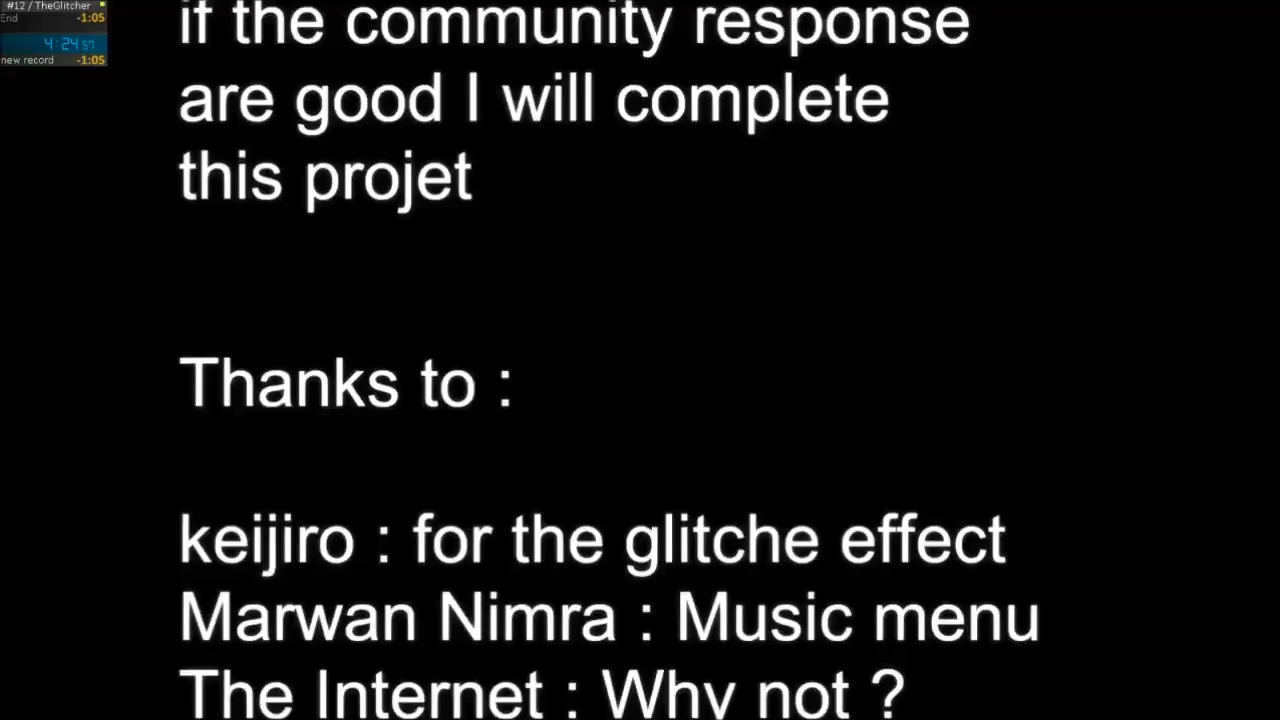 #12 / TheGlitcher
End -1:05
4:24 57
new record -1:05
if the community response
are good I will complete
this projet
Thanks to :
keijiro : for the glitche effect
Marwan Nimra : Music menu
The Internet : Why not ?